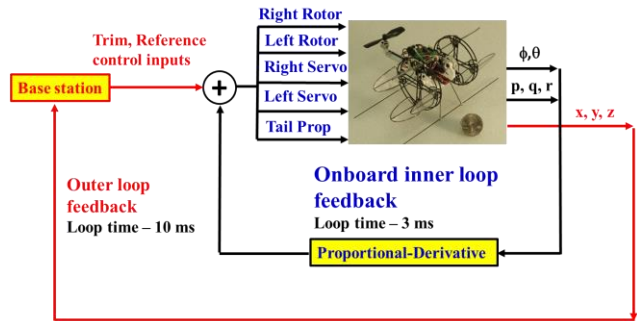 Right Rotor
Trim, Reference
control inputs
Left Rotor
Right Servo
Left Servo
Tail Prop
Base station
+
ϕ,θ
p, q, r
x, y, z
Outer loop
feedback
Loop time – 10 ms
Onboard inner loop
feedback
Loop time – 3 ms
Proportional-Derivative